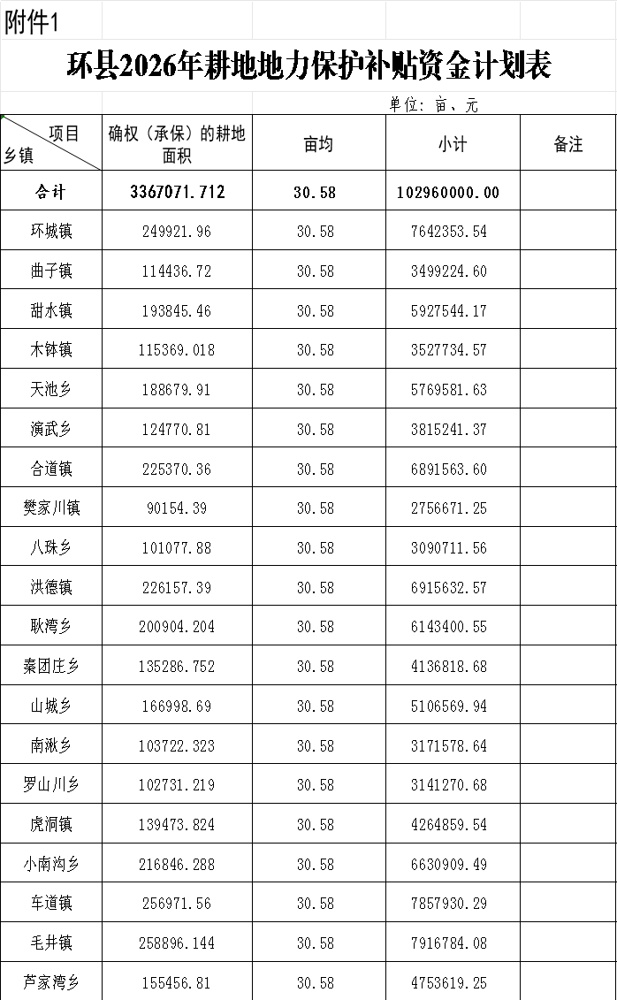 附件1
环县2026年耕地地力保护补贴资金计划表
单位：亩、元
项目 乡镇 确权（承保）的耕地面积 亩均 小计 备注
合计 3367071.712 30.58 102960000.00
环城镇 249921.96 30.58 7642353.54
曲子镇 114436.72 30.58 3499224.60
甜水镇 193845.46 30.58 5927544.17
木钵镇 115369.018 30.58 3527734.57
天池乡 188679.91 30.58 5769581.63
演武乡 124770.81 30.58 3815241.37
合道镇 225370.36 30.58 6891563.60
樊家川镇 90154.39 30.58 2756671.25
八珠乡 101077.88 30.58 3090711.56
洪德镇 226157.39 30.58 6915632.57
耿湾乡 200904.204 30.58 6143400.55
秦团庄乡 135286.752 30.58 4136818.68
山城乡 166998.69 30.58 5106569.94
南湫乡 103722.323 30.58 3171578.64
罗山川乡 102731.219 30.58 3141270.68
虎洞镇 139473.824 30.58 4264859.54
小南沟乡 216846.288 30.58 6630909.49
车道镇 256971.56 30.58 7857930.29
毛井镇 258896.144 30.58 7916784.08
芦家湾乡 155456.81 30.58 4753619.25